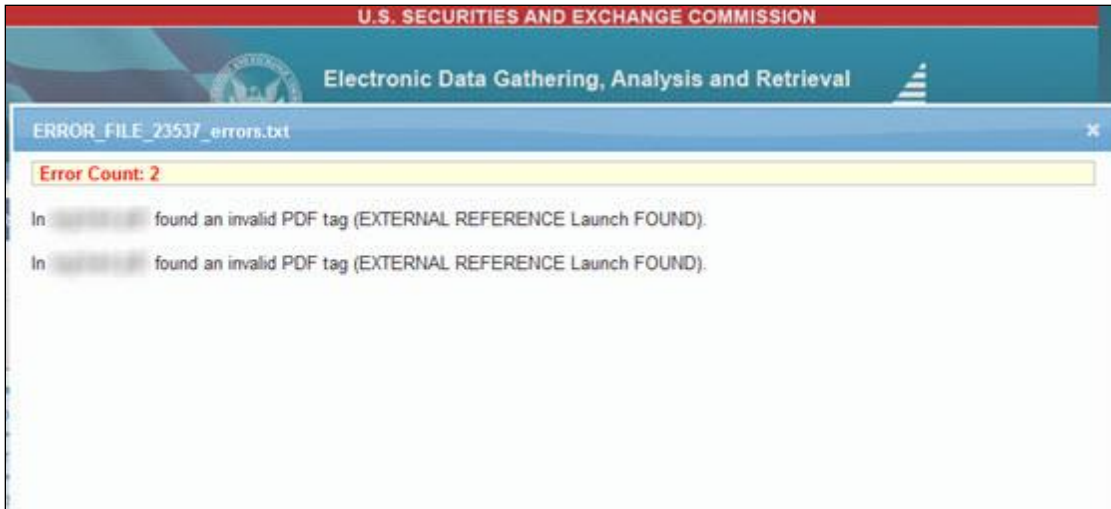 U.S. SECURITIES AND EXCHANGE COMMISSION
Electronic Data Gathering, Analysis and Retrieval
ERROR_FILE_23537_errors.txt
Error Count: 2
In found an invalid PDF tag (EXTERNAL REFERENCE Launch FOUND).
In found an invalid PDF tag (EXTERNAL REFERENCE Launch FOUND).